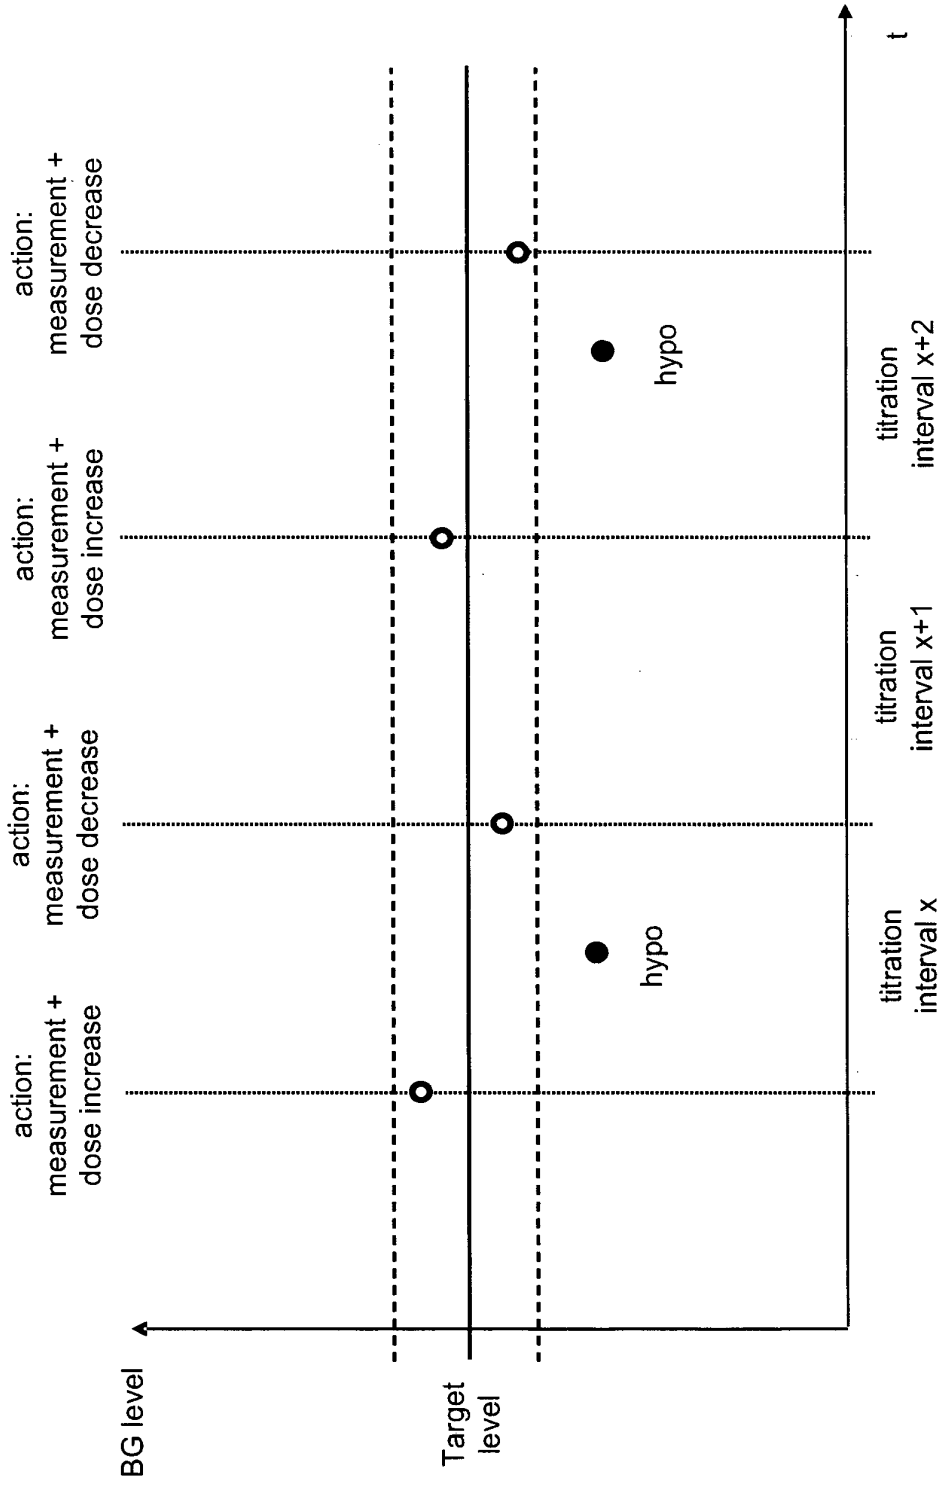 action:
measurement +
dose increase
action:
measurement +
dose decrease
action:
measurement +
dose increase
action:
measurement +
dose decrease
BG level
Target
level
hypo
hypo
t
titration
interval x
titration
interval x+1
titration
interval x+2